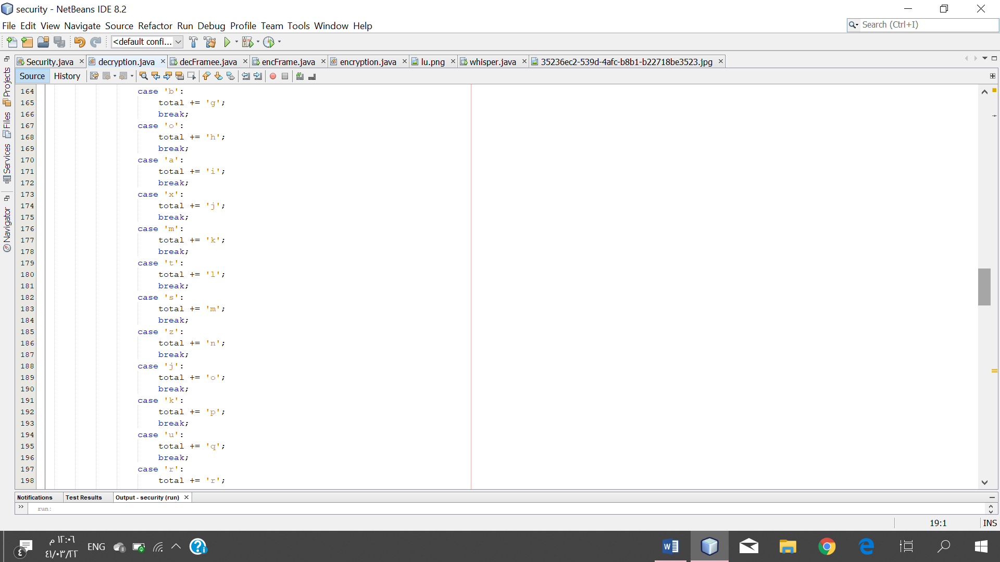 security - NetBeans IDE 8.2
File Edit View Navigate Source Refactor Run Debug Profile Team Tools Window Help
Search (Ctrl+I)
<default confi...
Security.java decryption.java decFramee.java encFrame.java encryption.java lu.png whisper.java 35236ec2-539d-4afc-b8b1-b22718be3523.jpg
Source History
Projects
Files
Services
Navigator
164 case 'b':
165 total += 'g';
166 break;
167 case 'o':
168 total += 'h';
169 break;
170 case 'a':
171 total += 'i';
172 break;
173 case 'x':
174 total += 'j';
175 break;
176 case 'm':
177 total += 'k';
178 break;
179 case 't':
180 total += 'l';
181 break;
182 case 's':
183 total += 'm';
184 break;
185 case 'z':
186 total += 'n';
187 break;
188 case 'j':
189 total += 'o';
190 break;
191 case 'k':
192 total += 'p';
193 break;
194 case 'u':
195 total += 'q';
196 break;
197 case 'r':
198 total += 'r';
Notifications Test Results Output - security (run)
run:
19:1 INS
١٢:٠٦ م
٤١/٠٣/٢٢
٤
ENG